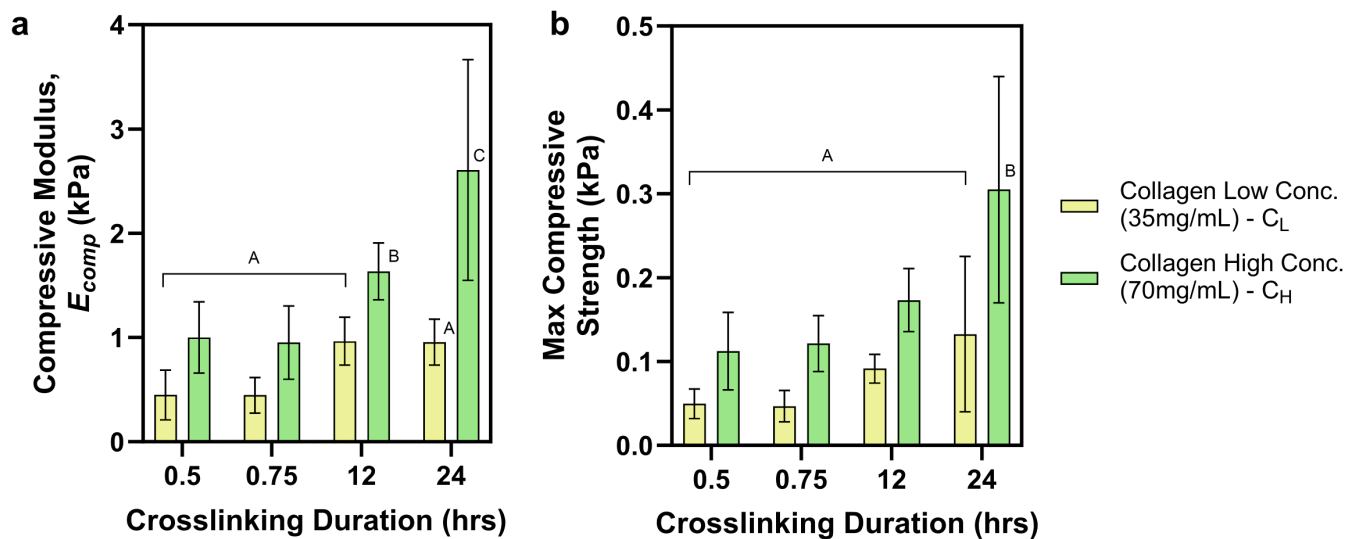 a
Compressive Modulus,
E_comp (kPa)
4
3
2
1
0
A
B
A
C
0.5
0.75
12
24
Crosslinking Duration (hrs)
b
Max Compressive
Strength (kPa)
0.5
0.4
0.3
0.2
0.1
0.0
A
B
0.5
0.75
12
24
Crosslinking Duration (hrs)
Collagen Low Conc.
(35mg/mL) - C_L
Collagen High Conc.
(70mg/mL) - C_H